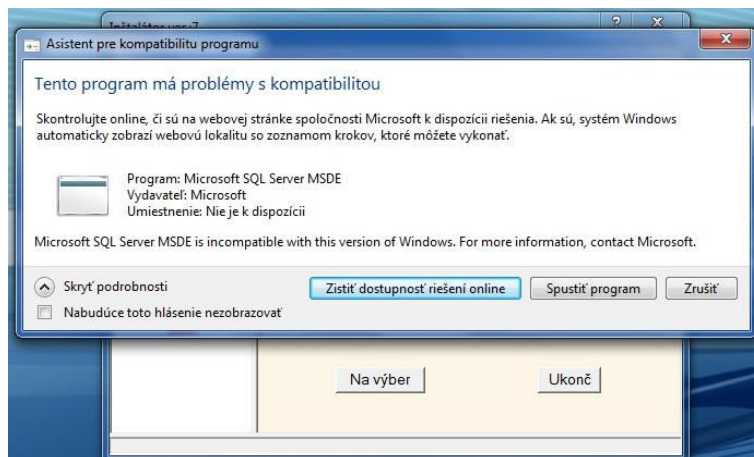 Inštalátor ver.7
Asistent pre kompatibilitu programu
Tento program má problémy s kompatibilitou
Skontrolujte online, či sú na webovej stránke spoločnosti Microsoft k dispozícii riešenia. Ak sú, systém Windows
automaticky zobrazí webovú lokalitu so zoznamom krokov, ktoré môžete vykonať.
Program: Microsoft SQL Server MSDE
Vydavateľ: Microsoft
Umiestnenie: Nie je k dispozícii
Microsoft SQL Server MSDE is incompatible with this version of Windows. For more information, contact Microsoft.
Skryť podrobnosti
Zistiť dostupnosť riešení online
Spustiť program
Zrušiť
Nabudúce toto hlásenie nezobrazovať
Na výber
Ukonč